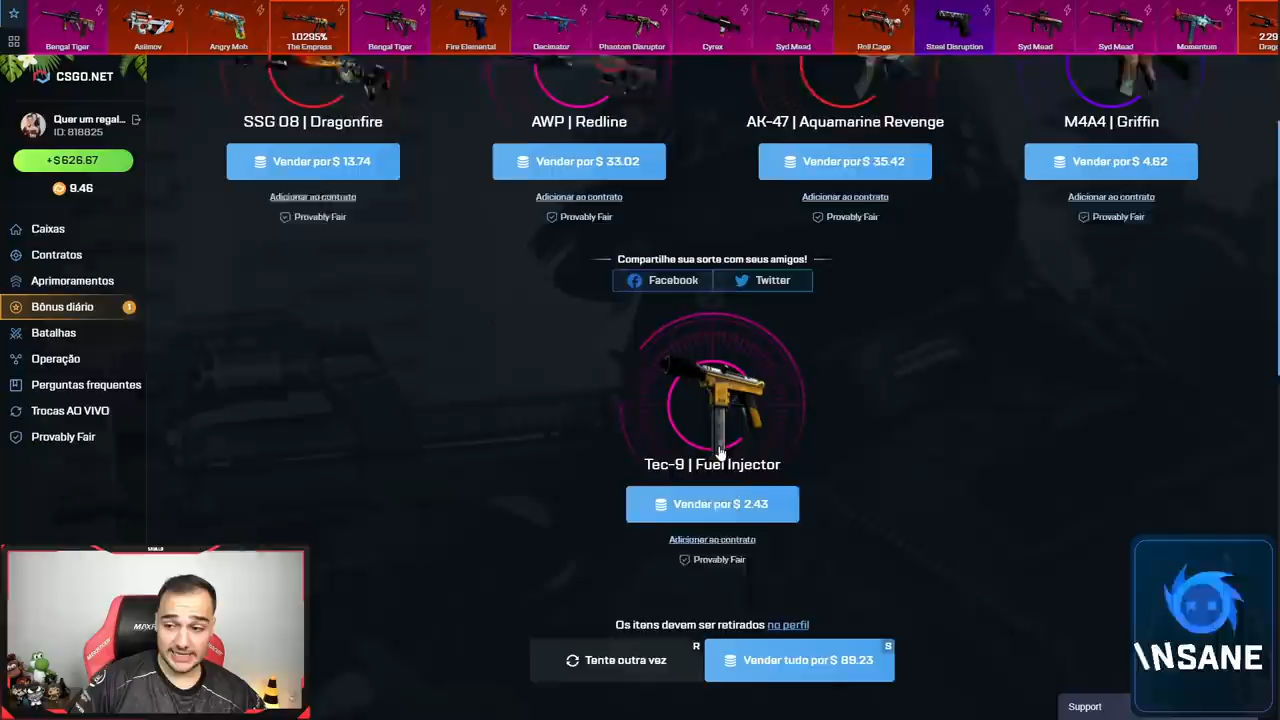 Bengal Tiger
Asiimov
Angry Mob
1.0295%
The Empress
Bengal Tiger
Fire Elemental
Decimator
Phantom Disruptor
Cyrex
Syd Mead
Roll Cage
Steel Disruption
Syd Mead
Syd Mead
Momentum
2.29
Drago
CSGO.NET
Quer um regal...
ID: 818825
+$626.67
9.46
Caixas
Contratos
Aprimoramentos
Bônus diário 1
Batalhas
Operação
Perguntas frequentes
Trocas AO VIVO
Provably Fair
SSG 08 | Dragonfire
Vender por $ 13.74
Adicionar ao contrato
Provably Fair
AWP | Redline
Vender por $ 33.02
Adicionar ao contrato
Provably Fair
AK-47 | Aquamarine Revenge
Vender por $ 35.42
Adicionar ao contrato
Provably Fair
M4A4 | Griffin
Vender por $ 4.62
Adicionar ao contrato
Provably Fair
Compartilhe sua sorte com seus amigos!
Facebook
Twitter
Tec-9 | Fuel Injector
Vender por $ 2.43
Adicionar ao contrato
Provably Fair
Os itens devem ser retirados no perfil
Tente outra vez R
Vender tudo por $ 89.23 S
INSANE
Support